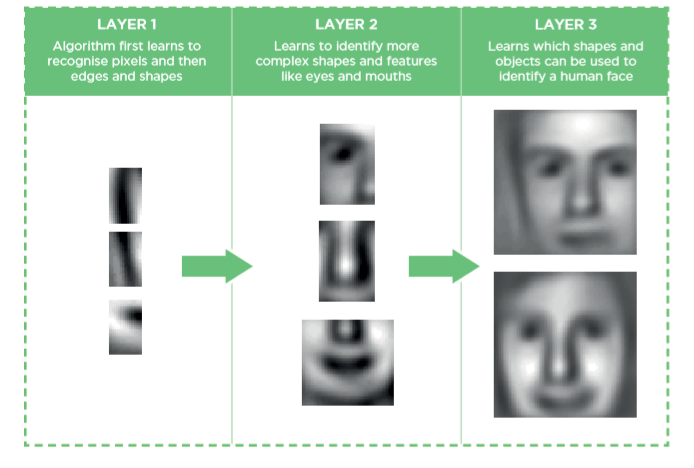 LAYER 1
Algorithm first learns to
recognise pixels and then
edges and shapes
LAYER 2
Learns to identify more
complex shapes and features
like eyes and mouths
LAYER 3
Learns which shapes and
objects can be used to
identify a human face